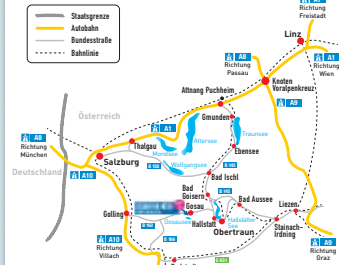 Staatsgrenze
Autobahn
Bundesstraße
Bahnlinie
Richtung
Freistadt
Linz
A8
Richtung
Passau
A1
Richtung
Wien
Knoten
Voralpenkreuz
A9
Attnang Puchheim
Gmunden
Österreich
A1
Attersee
Traunsee
A8
Richtung
München
Thalgau
Mondsee
Ebensee
Salzburg
Wolfgangsee
Deutschland
A10
Bad Ischl
Bad
Goisern
Bad Aussee
Liezen
Gosau
Gosausee
Hallstatt
Hallstätter
See
Obertraun
Stainach-
Irdning
Golling
A10
Richtung
Villach
A9
Richtung
Graz